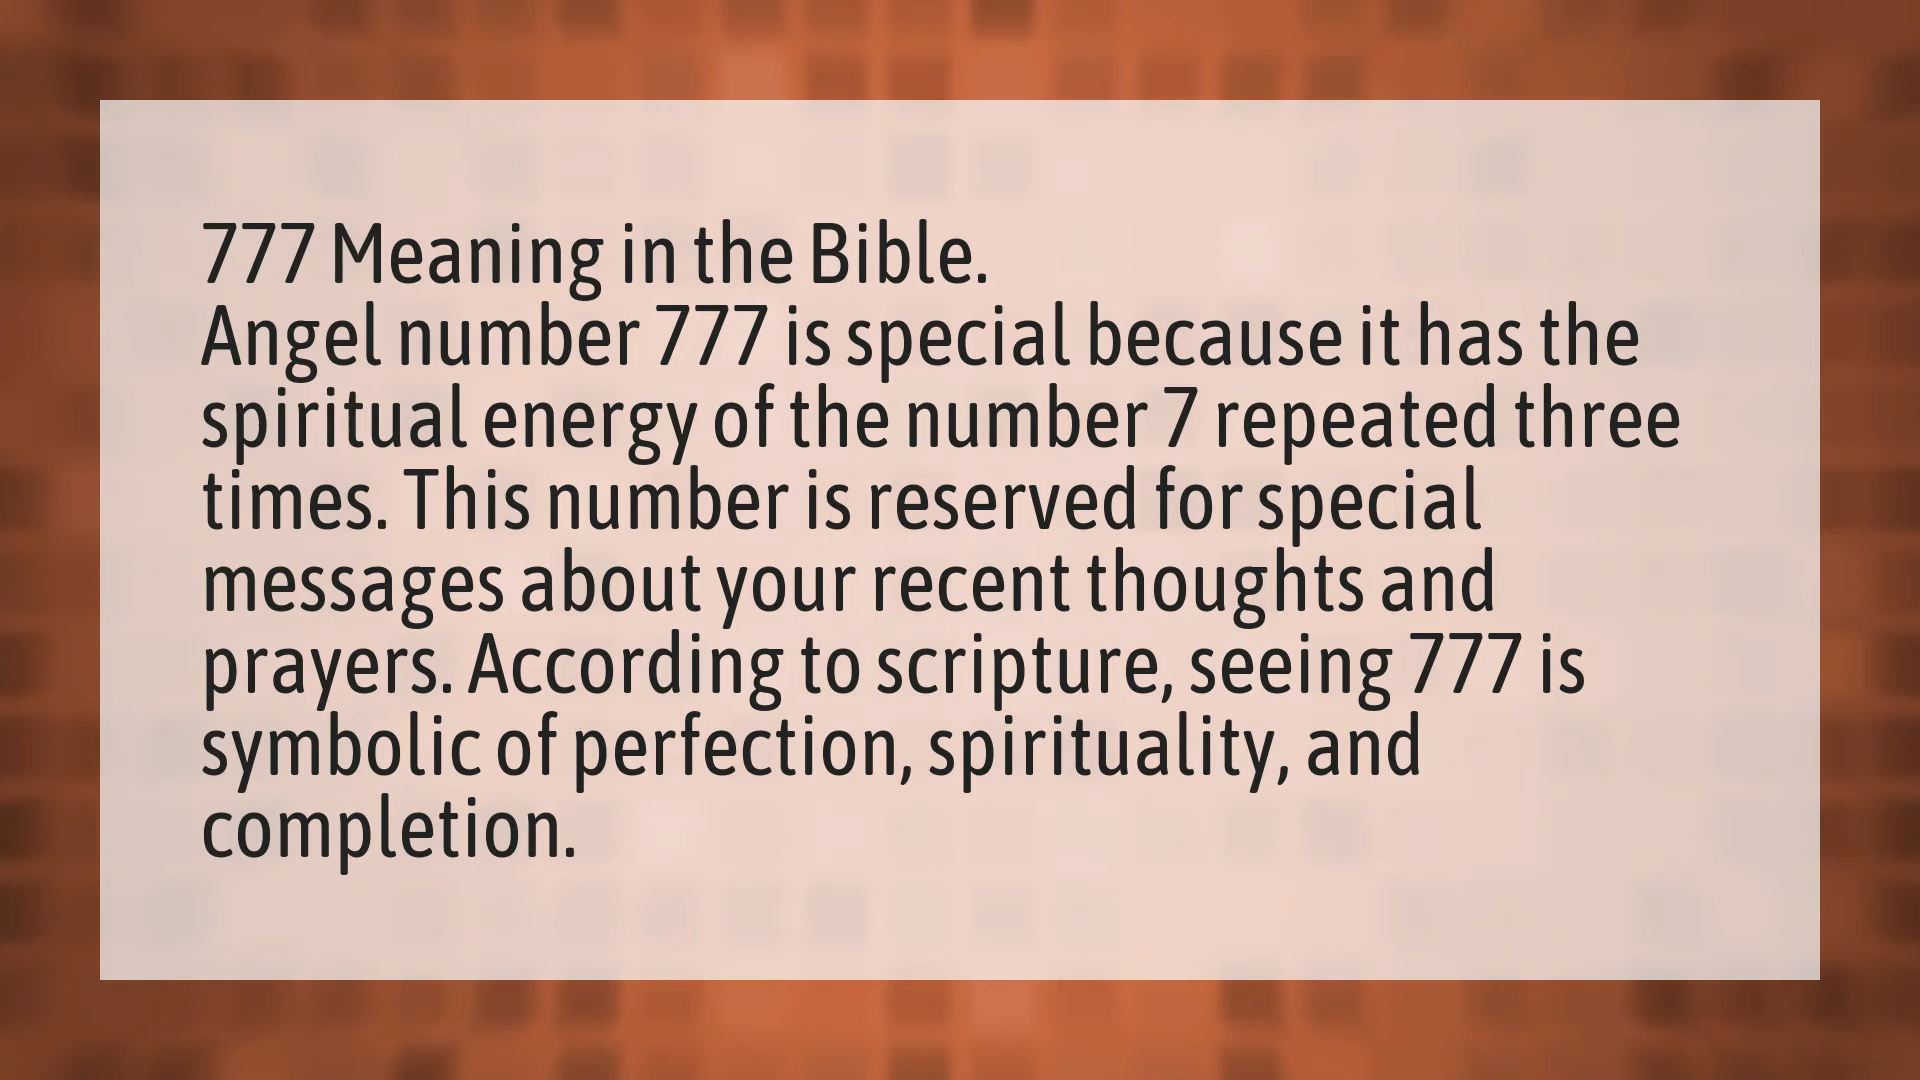 777 Meaning in the Bible.
Angel number 777 is special because it has the
spiritual energy of the number 7 repeated three
times. This number is reserved for special
messages about your recent thoughts and
prayers. According to scripture, seeing 777 is
symbolic of perfection, spirituality, and
completion.